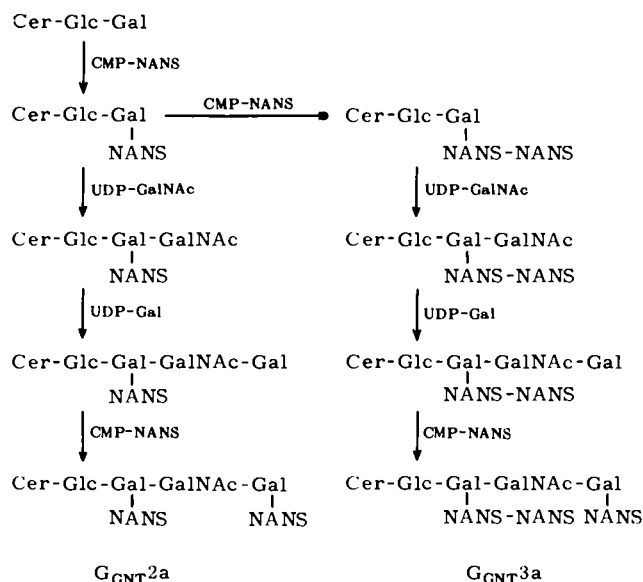 Cer-Glc-Gal
CMP-NANS
Cer-Glc-Gal
NANS
CMP-NANS
Cer-Glc-Gal
NANS-NANS
UDP-GalNAc
UDP-GalNAc
Cer-Glc-Gal-GalNAc
NANS
Cer-Glc-Gal-GalNAc
NANS-NANS
UDP-Gal
UDP-Gal
Cer-Glc-Gal-GalNAc-Gal
NANS
Cer-Glc-Gal-GalNAc-Gal
NANS-NANS
CMP-NANS
CMP-NANS
Cer-Glc-Gal-GalNAc-Gal
NANS NANS
Cer-Glc-Gal-GalNAc-Gal
NANS-NANS NANS
GGNT2a
GGNT3a